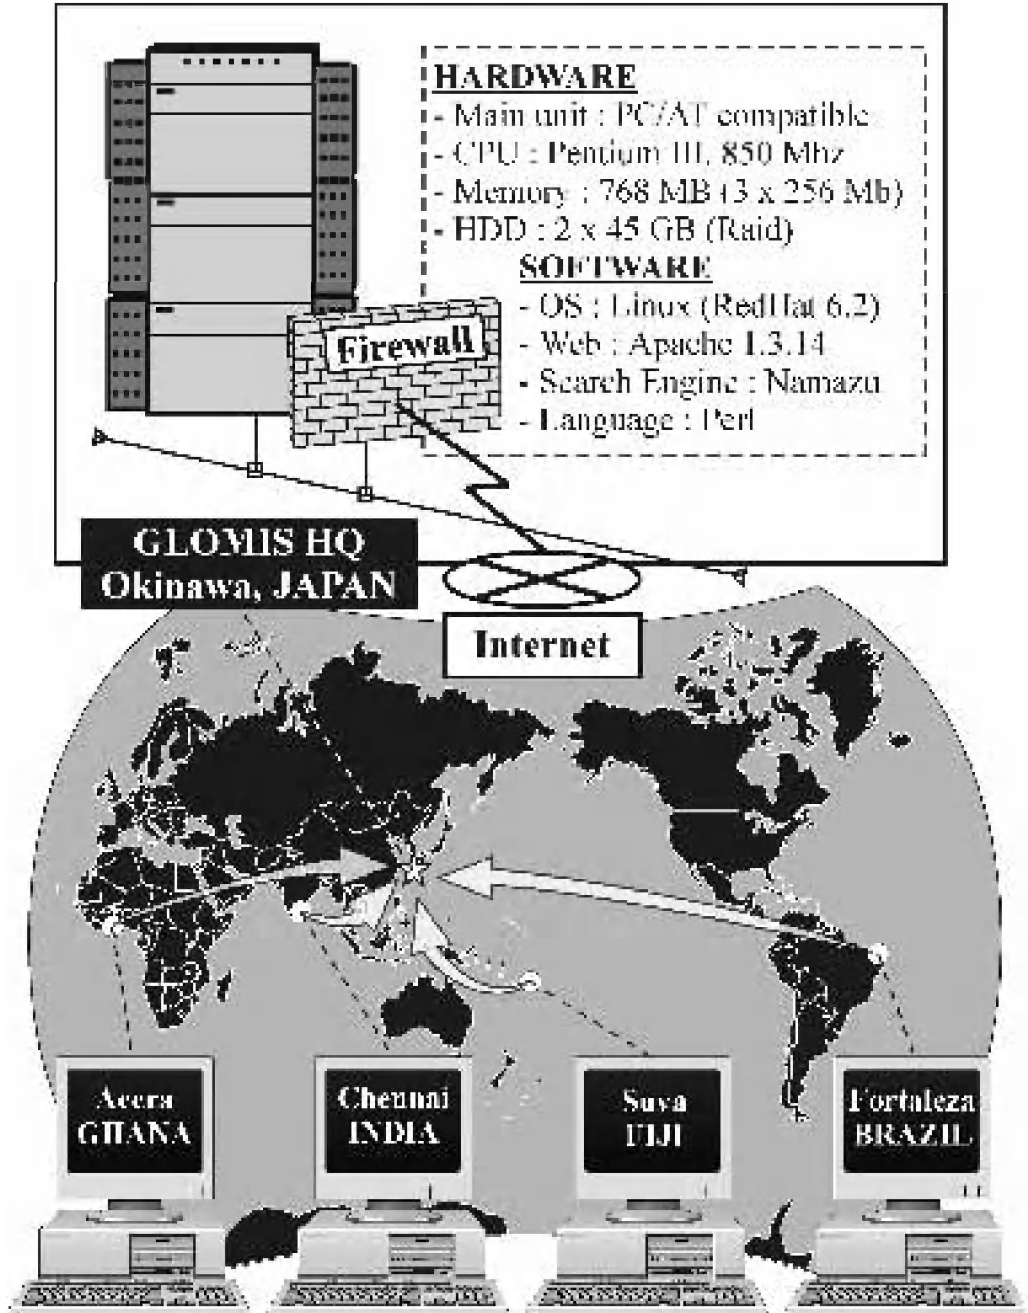 HARDWARE
- Main unit : PC/AT compatible
- CPU : Pentium III, 850 Mhz
- Memory : 768 MB (3 x 256 Mb)
- HDD : 2 x 45 GB (Raid)
SOFTWARE
- OS : Linux (RedHat 6.2)
- Web : Apache 1.3.14
- Search Engine : Namazu
- Language : Perl
Firewall
GLOMIS HQ
Okinawa, JAPAN
Internet
Accra
GHANA
Chennai
INDIA
Suva
FIJI
Fortaleza
BRAZIL